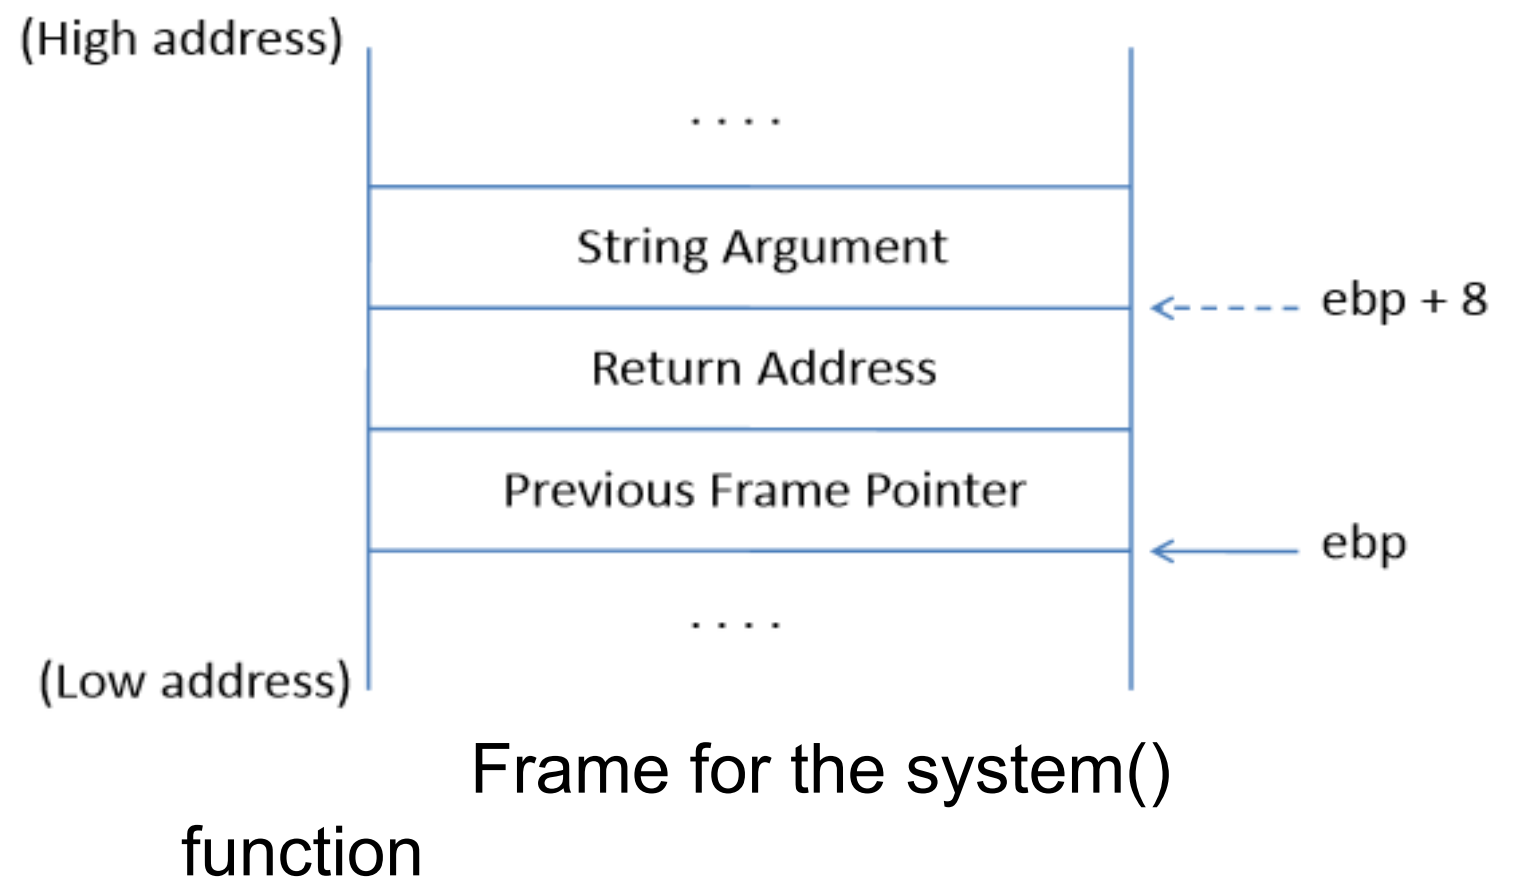 (High address)
. . . .
String Argument
ebp + 8
Return Address
Previous Frame Pointer
ebp
. . . .
(Low address)
Frame for the system()
function